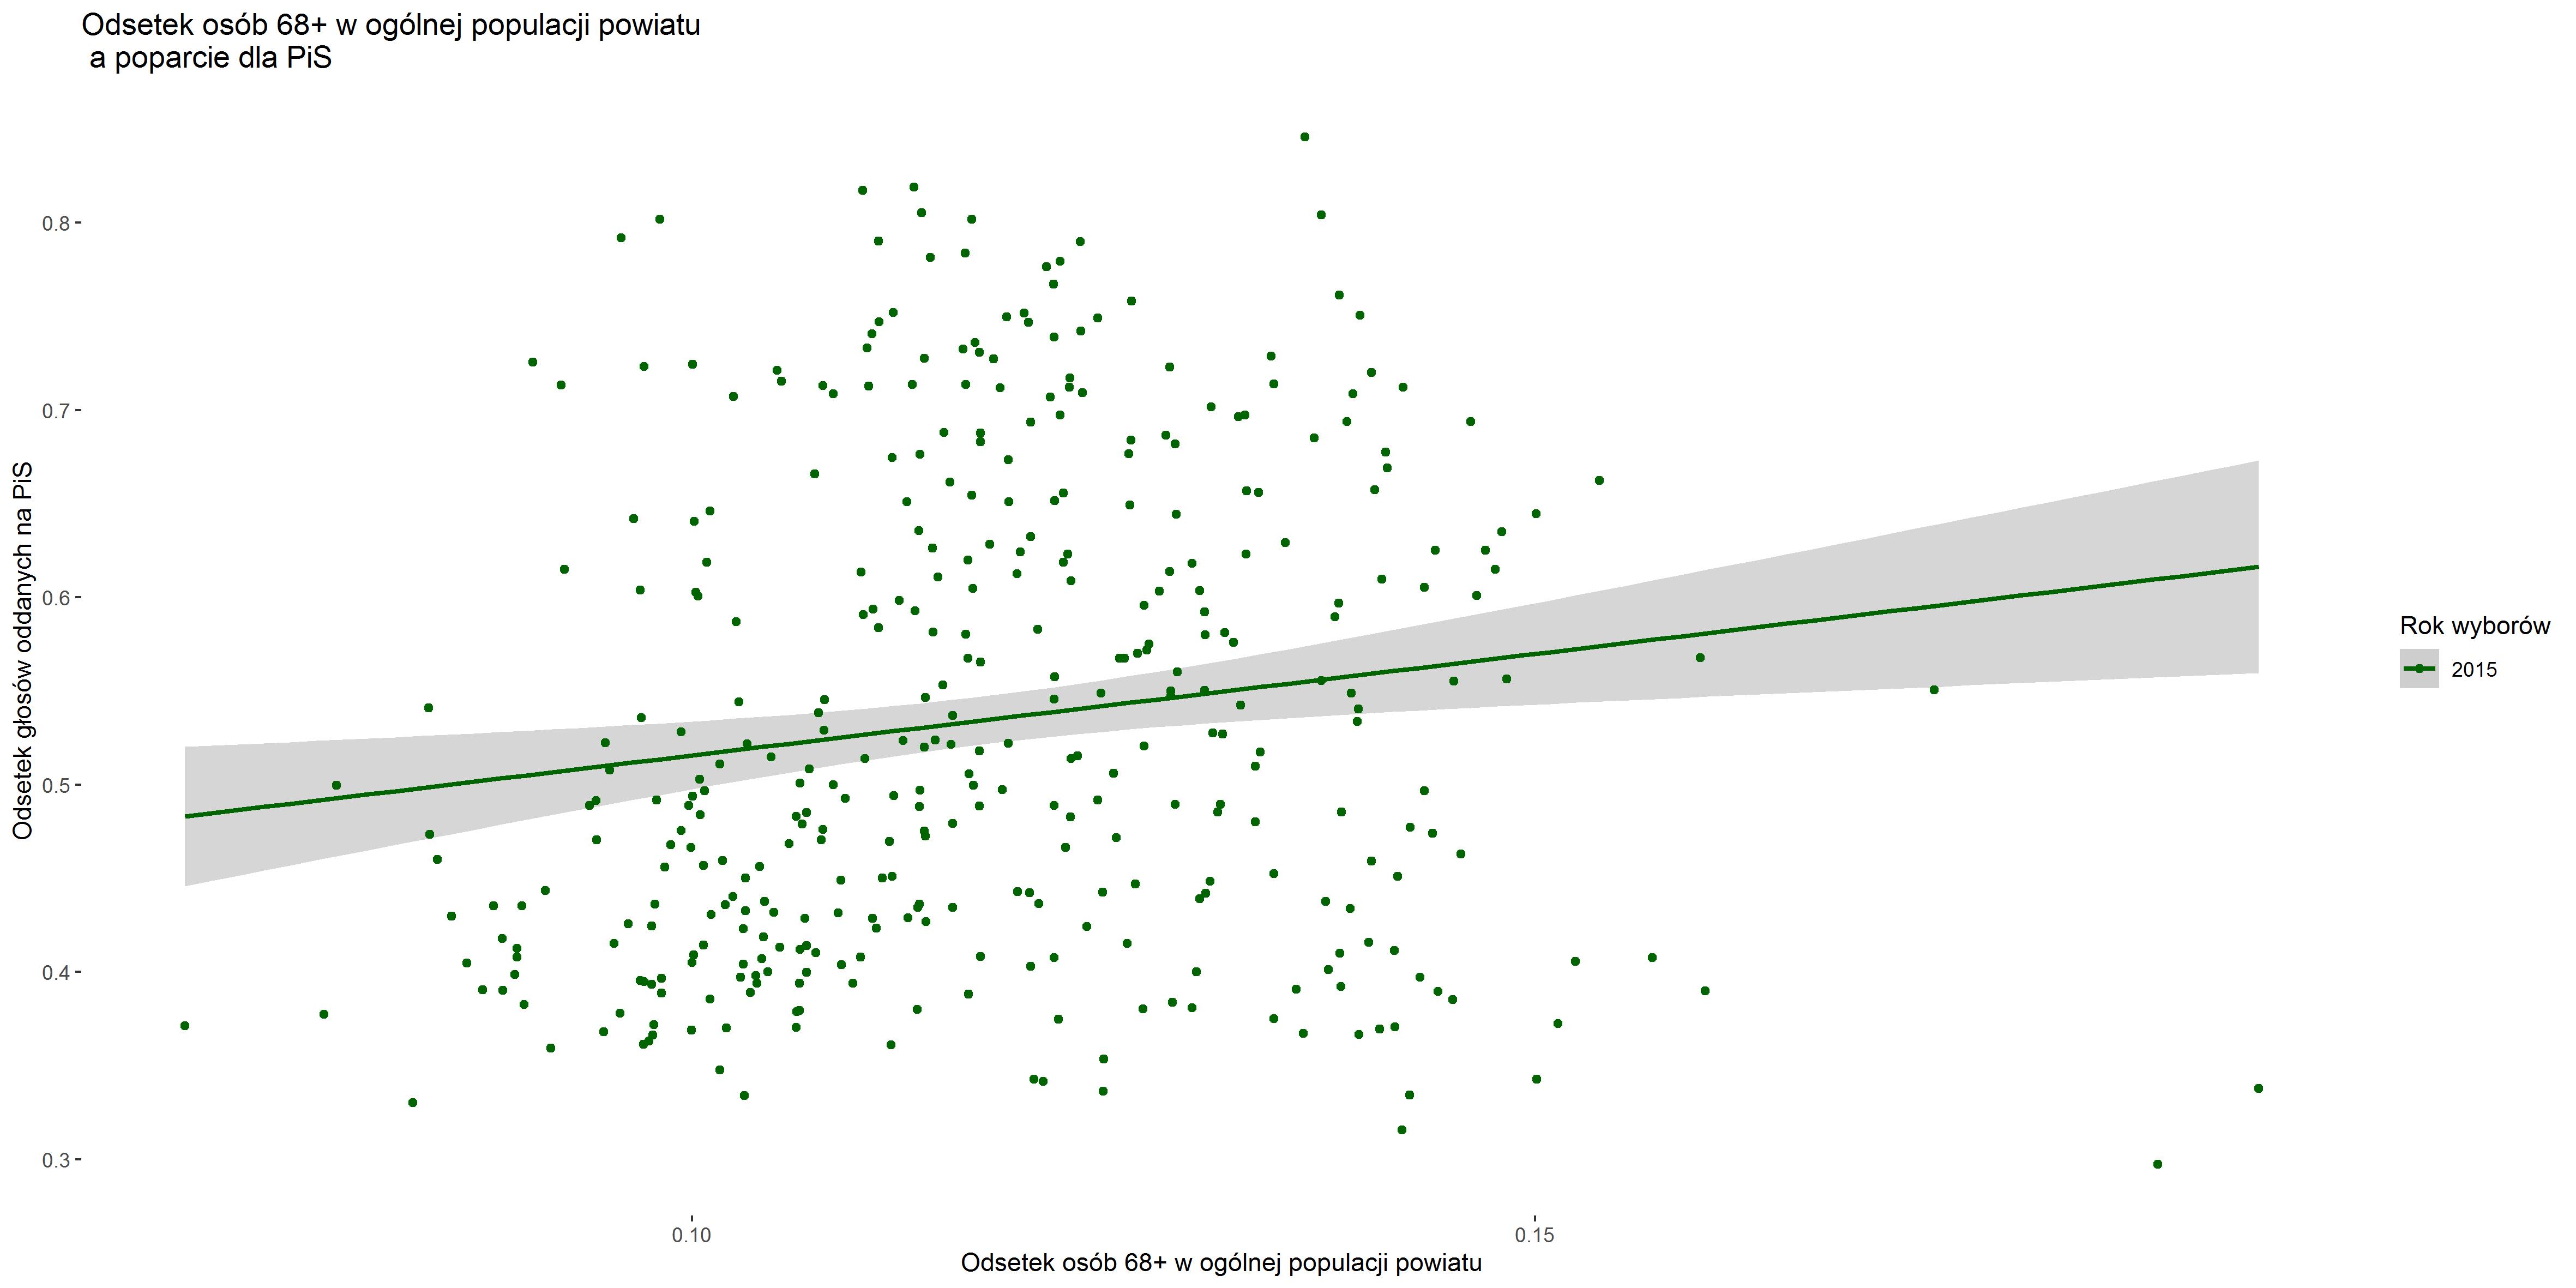 Odsetek osób 68+ w ogólnej populacji powiatu
a poparcie dla PiS
Odsetek głosów oddanych na PiS
0.8
0.7
0.6
0.5
0.4
0.3
0.10
0.15
Odsetek osób 68+ w ogólnej populacji powiatu
Rok wyborów
2015